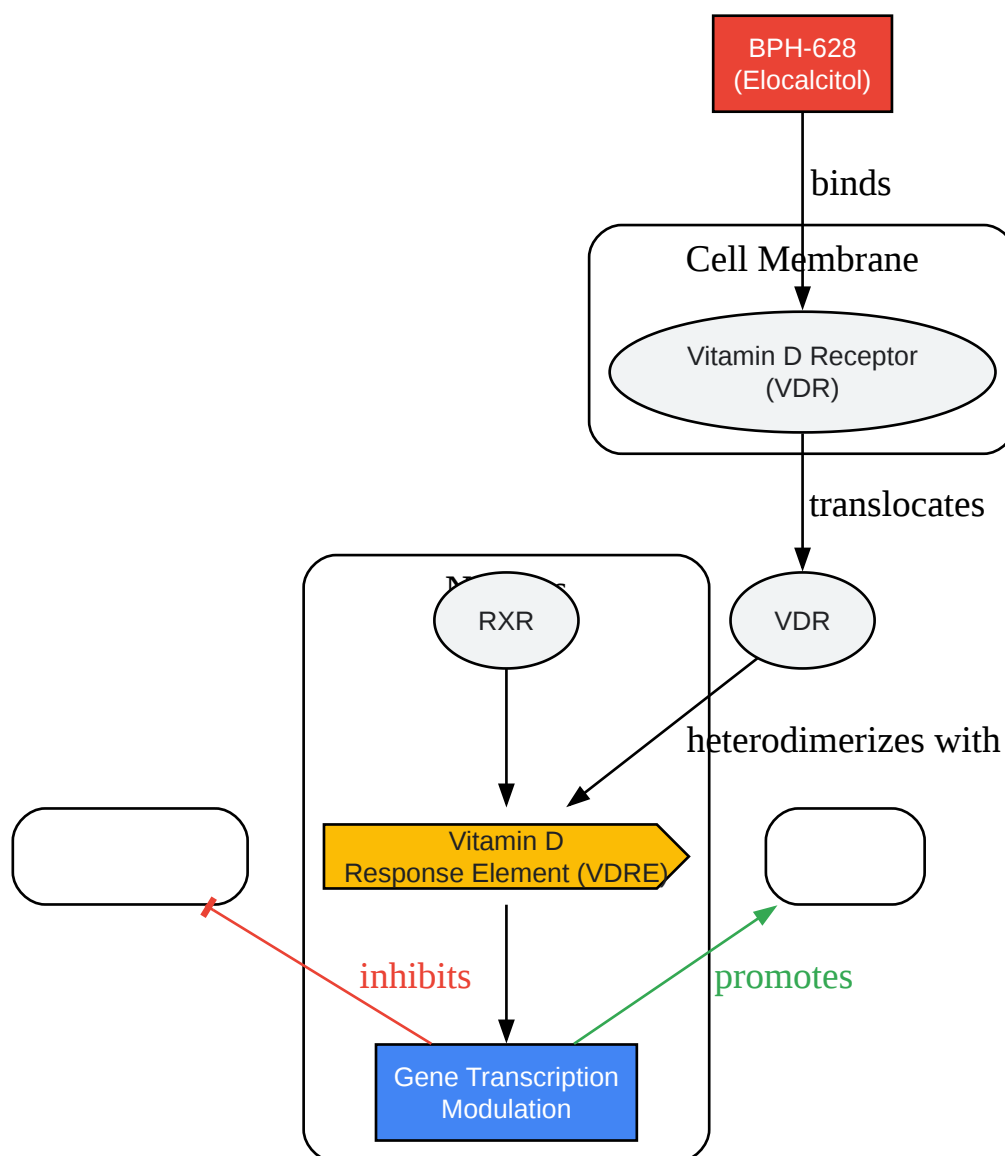 BPH-628
(Elocalcitol)
binds
Cell Membrane
Vitamin D Receptor
(VDR)
translocates
RXR
VDR
heterodimerizes with
Vitamin D
Response Element (VDRE)
inhibits
promotes
Gene Transcription
Modulation